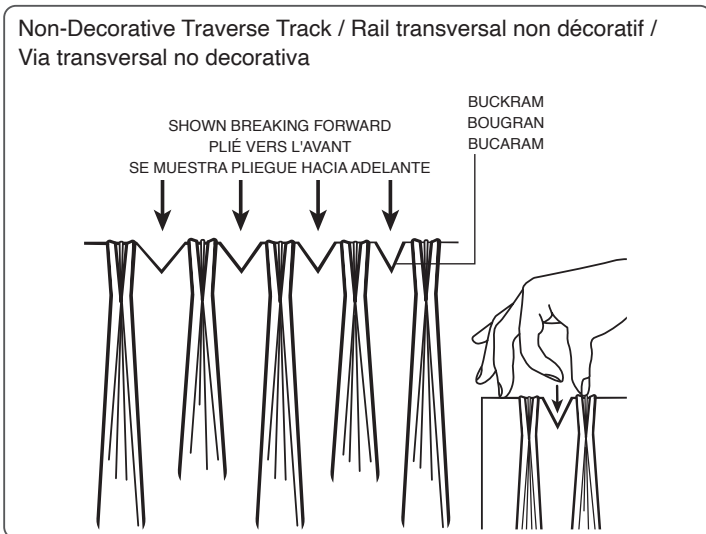 Non-Decorative Traverse Track / Rail transversal non décoratif /
Via transversal no decorativa
SHOWN BREAKING FORWARD
PLIÉ VERS L'AVANT
SE MUESTRA PLIEGUE HACIA ADELANTE
BUCKRAM
BOUGRAN
BUCARAM